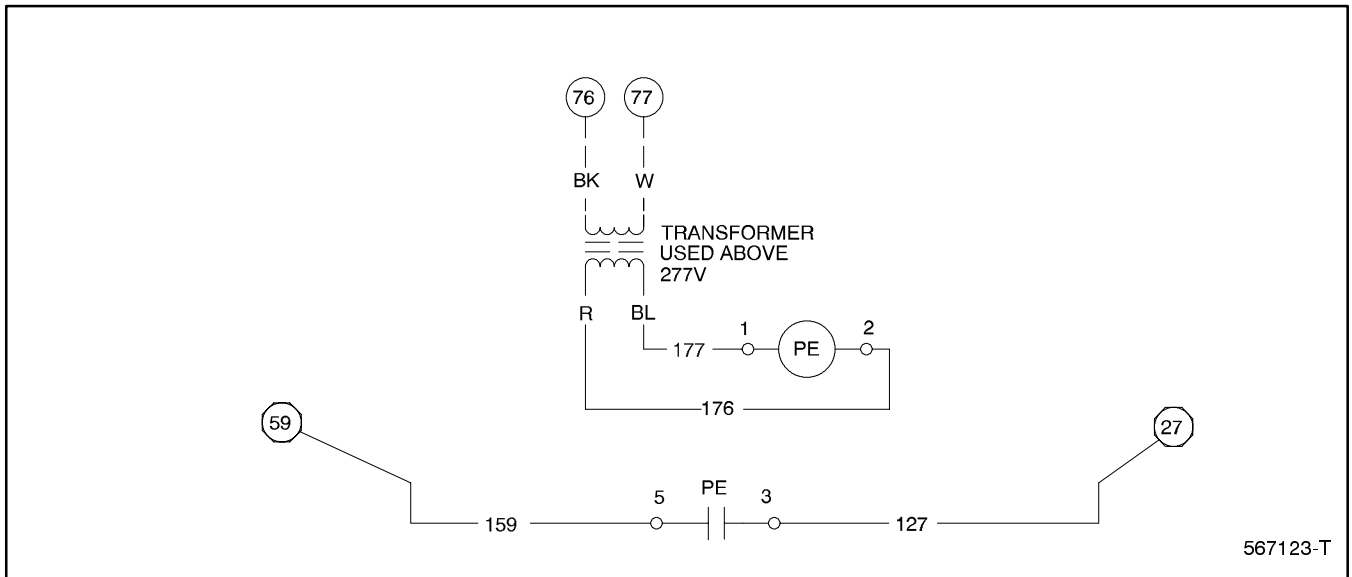 76 77
BK W
TRANSFORMER
USED ABOVE
277V
R BL
177 1 PE 2
176
59
27
159 5 PE 3 127
567123-T